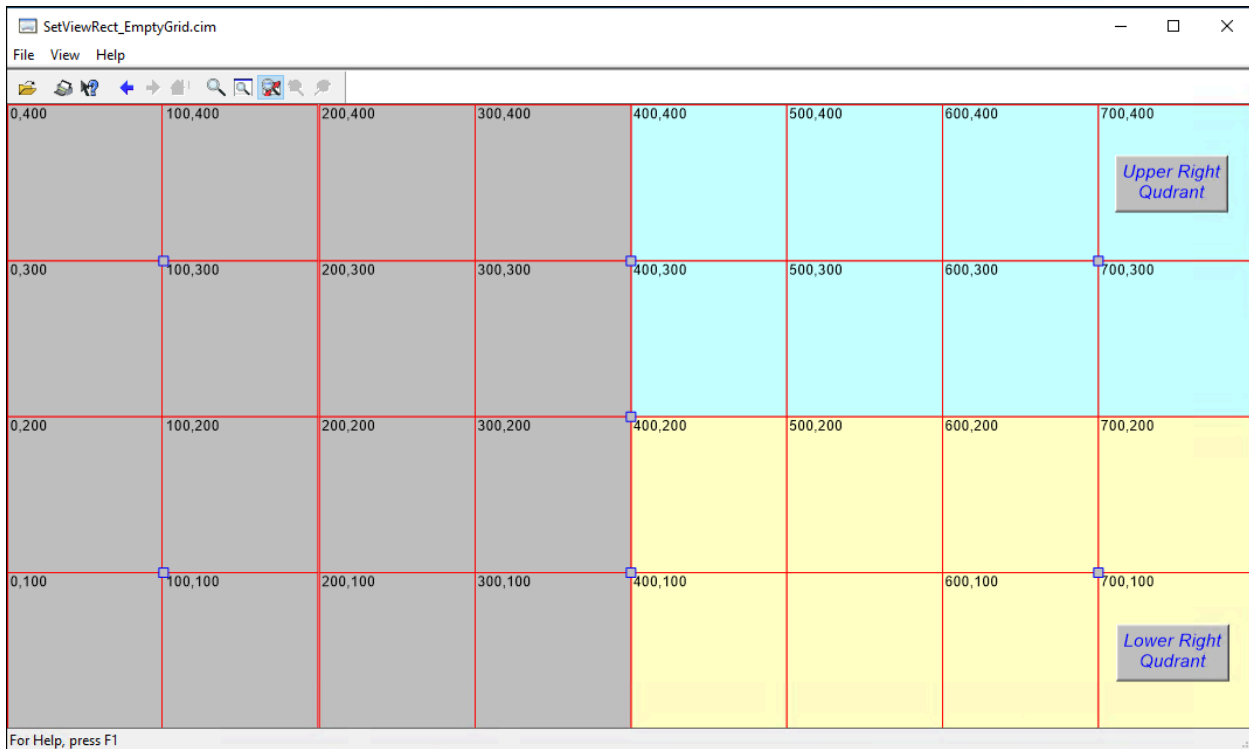 SetViewRect_EmptyGrid.cim
File View Help
0,400 100,400 200,400 300,400 400,400 500,400 600,400 700,400
Upper Right
Qudrant
0,300 100,300 200,300 300,300 400,300 500,300 600,300 700,300
0,200 100,200 200,200 300,200 400,200 500,200 600,200 700,200
0,100 100,100 200,100 300,100 400,100 600,100 700,100
Lower Right
Qudrant
For Help, press F1